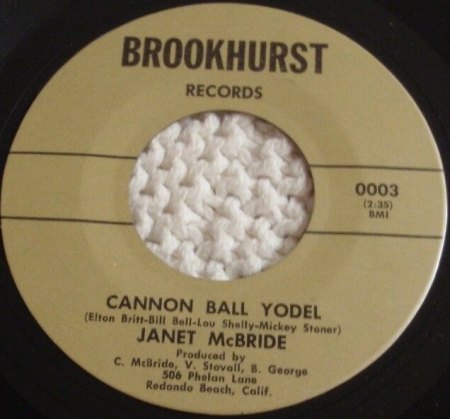 BROOKHURST
RECORDS
0003
(2:35)
BMI
CANNON BALL YODEL
(Elton Britt-Bill Bell-Lou Shelly-Mickey Stoner)
JANET McBRIDE
Produced by
C. McBride, V. Stovall, B. George
506 Phelan Lane
Redondo Beach, Calif.